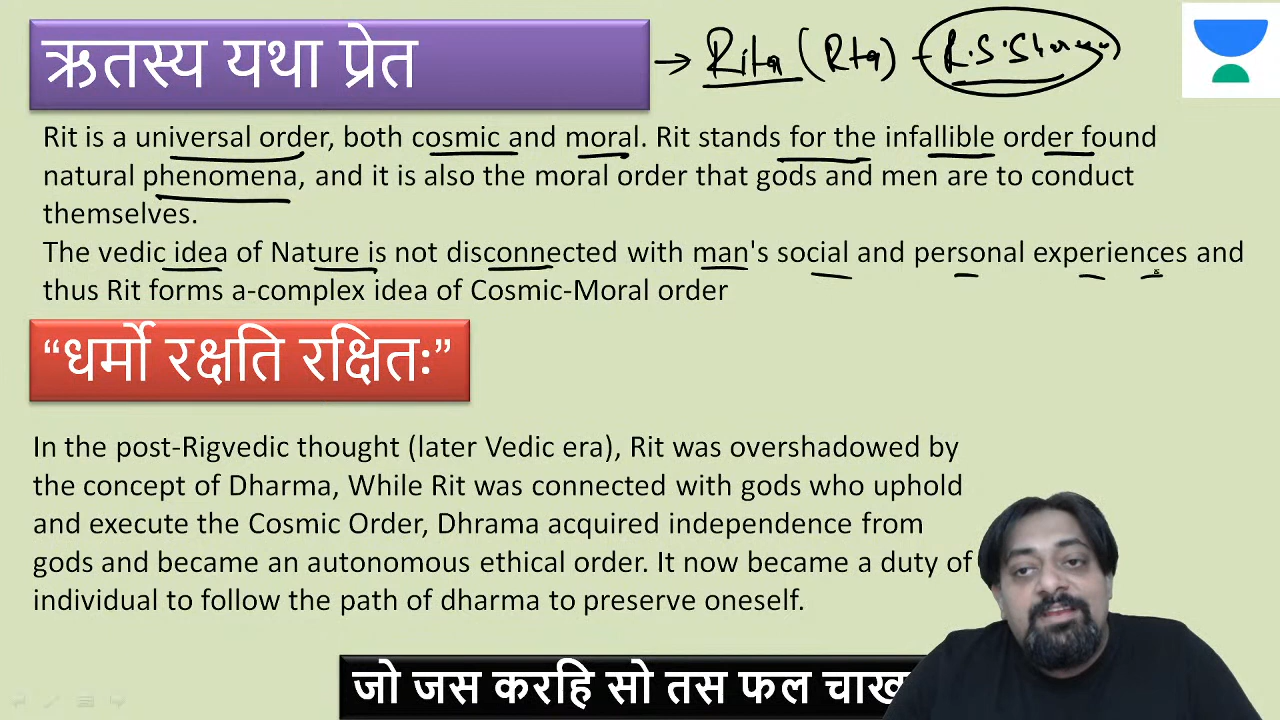 ऋतस्य यथा प्रेत
→ Rita (Rta) - R.S. Sharma
Rit is a universal order, both cosmic and moral. Rit stands for the infallible order found
natural phenomena, and it is also the moral order that gods and men are to conduct
themselves.
The vedic idea of Nature is not disconnected with man's social and personal experiences and
thus Rit forms a-complex idea of Cosmic-Moral order
“धर्मो रक्षति रक्षितः”
In the post-Rigvedic thought (later Vedic era), Rit was overshadowed by
the concept of Dharma, While Rit was connected with gods who uphold
and execute the Cosmic Order, Dhrama acquired independence from
gods and became an autonomous ethical order. It now became a duty of
individual to follow the path of dharma to preserve oneself.
जो जस करहि सो तस फल चाख